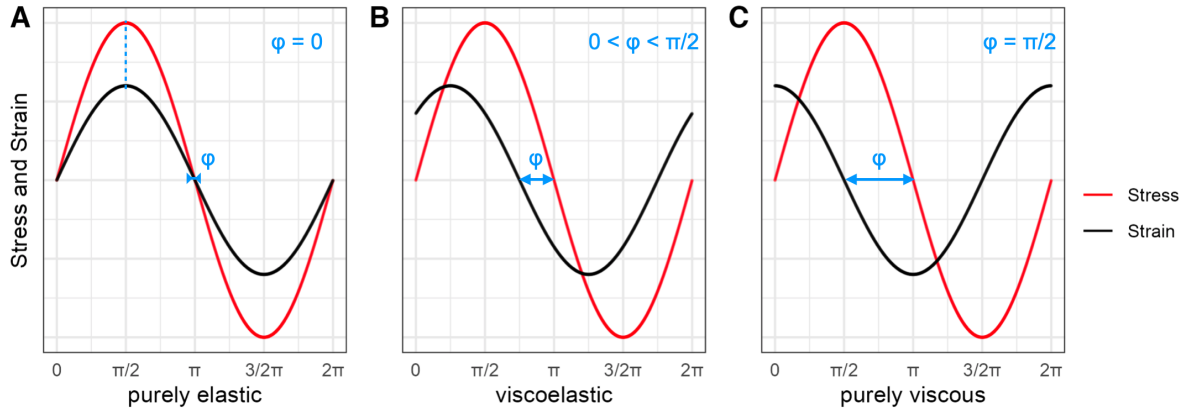 A
B
C
φ = 0
0 < φ < π/2
φ = π/2
Stress and Strain
φ
φ
φ
Stress
Strain
0 π/2 π 3/2π 2π
0 π/2 π 3/2π 2π
0 π/2 π 3/2π 2π
purely elastic
viscoelastic
purely viscous